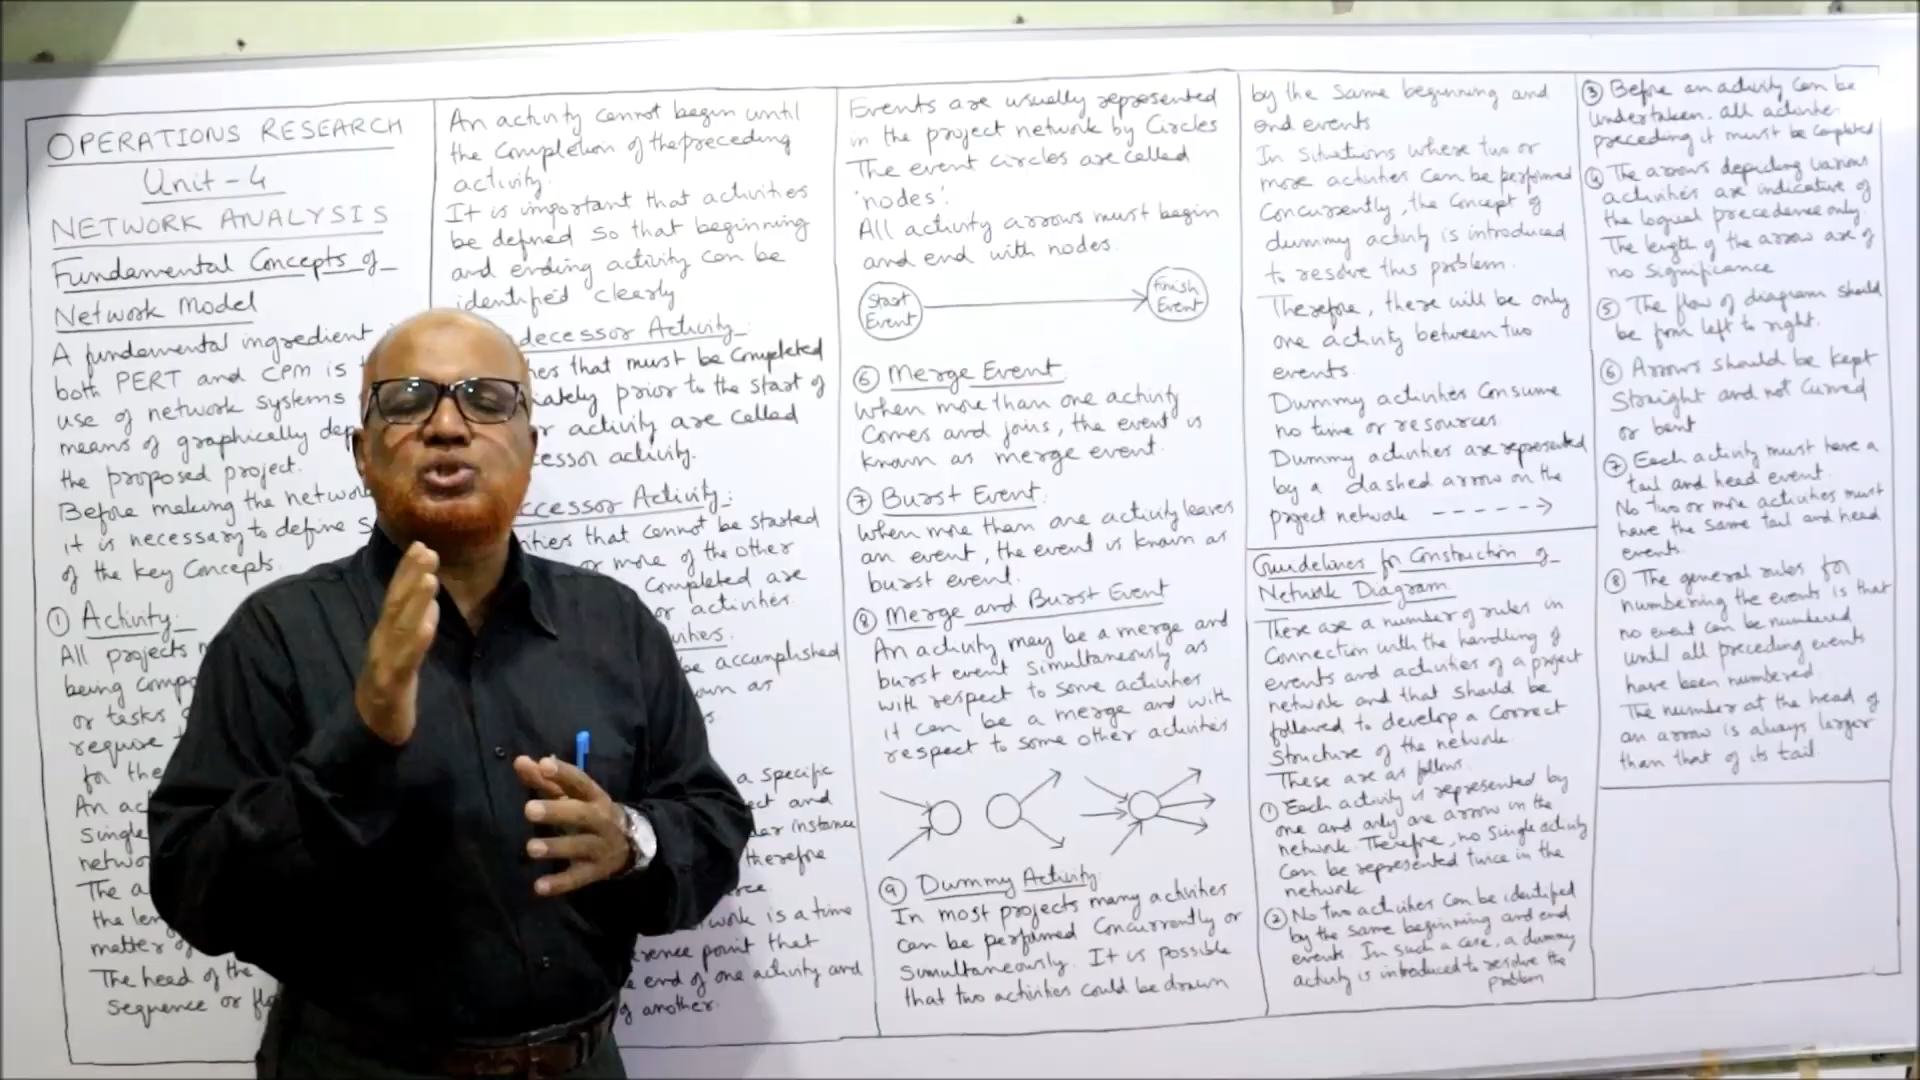 OPERATIONS RESEARCH
Unit - 4
NETWORK ANALYSIS
Fundamental Concepts of
Network Model
A fundamental ingredient
both PERT and CPM is
use of network systems
means of graphically
the proposed project.
Before making the network
it is necessary to define
of the key Concepts.
① Activity:
All projects
being
or tasks
require
for the
An
Single
The
the
matter of
The head of the
Sequence or
An activity cannot begin until
the completion of the preceding
activity.
It is important that activities
be defined so that beginning
and ending activity can be
identified clearly
decessor Activity:
that must be Completed
iately prior to the start of
activity are called
cessor activity.
ccessor Activity:
ities that cannot be started
or more of the other
Completed are
or activities.
be accomplished
own as
a specific
ect and
instance
therefore
work is a time
erence point that
end of one activity and
of another.
Events are usually represented
in the project network by Circles
The event circles are called
'nodes'.
All activity arrows must begin
and end with nodes.
Start
Event
Finish
Event
⑥ Merge Event
When more than one activity
Comes and joins, the event is
known as merge event.
⑦ Burst Event:
When more than one activity leaves
an event, the event is known as
burst event.
⑧ Merge and Burst Event
An activity may be a merge and
burst event simultaneously as
with respect to some activities
it can be a merge and with
respect to some other activities
⑨ Dummy Activity:
In most projects many activities
can be performed Concurrently or
simultaneously. It is possible
that two activities could be drawn
by the same beginning and
end events
In Situations where two or
more activities can be performed
Concurrently, the Concept of
dummy activity is introduced
to resolve this problem.
Therefore, there will be only
one activity between two
events.
Dummy activities Consume
no time or resources.
Dummy activities are represented
by a dashed arrow on the
project network ------>
Guidelines for Construction of
Network Diagram
There are a number of rules in
Connection with the handling of
events and activities of a project
network and that should be
followed to develop a Correct
Structure of the network.
These are as follows.
① Each activity is represented by
one and only one arrow in the
network. Therefore, no single activity
Can be represented twice in the
network
② No two activities can be identified
by the same beginning and end
events. In such a case, a dummy
activity is introduced to resolve the
problem
③ Before an activity can be
undertaken, all activities
preceding it must be completed
④ The arrows depicting various
activities are indicative of
the logical precedence only.
The length of the arrow are of
no significance
⑤ The flow of diagram should
be from left to right.
⑥ Arrows should be kept
Straight and not Curved
or bent
⑦ Each activity must have a
tail and head event.
No two or more activities must
have the same tail and head
events.
⑧ The general rules for
numbering the events is that
no event can be numbered
until all preceding events
have been numbered.
The number at the head of
an arrow is always larger
than that of its tail